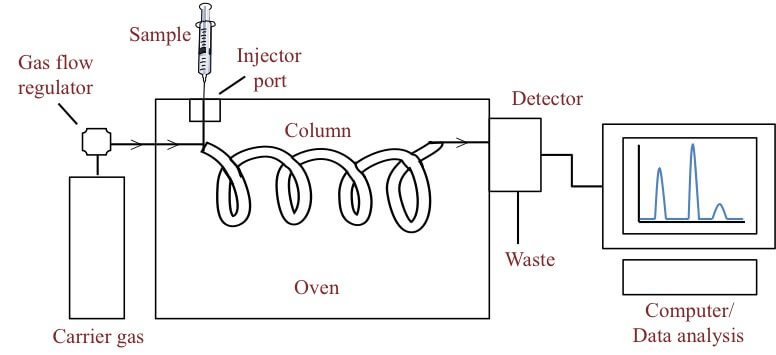 Sample
Gas flow
regulator
Injector
port
Column
Detector
Oven
Waste
Carrier gas
Computer/
Data analysis